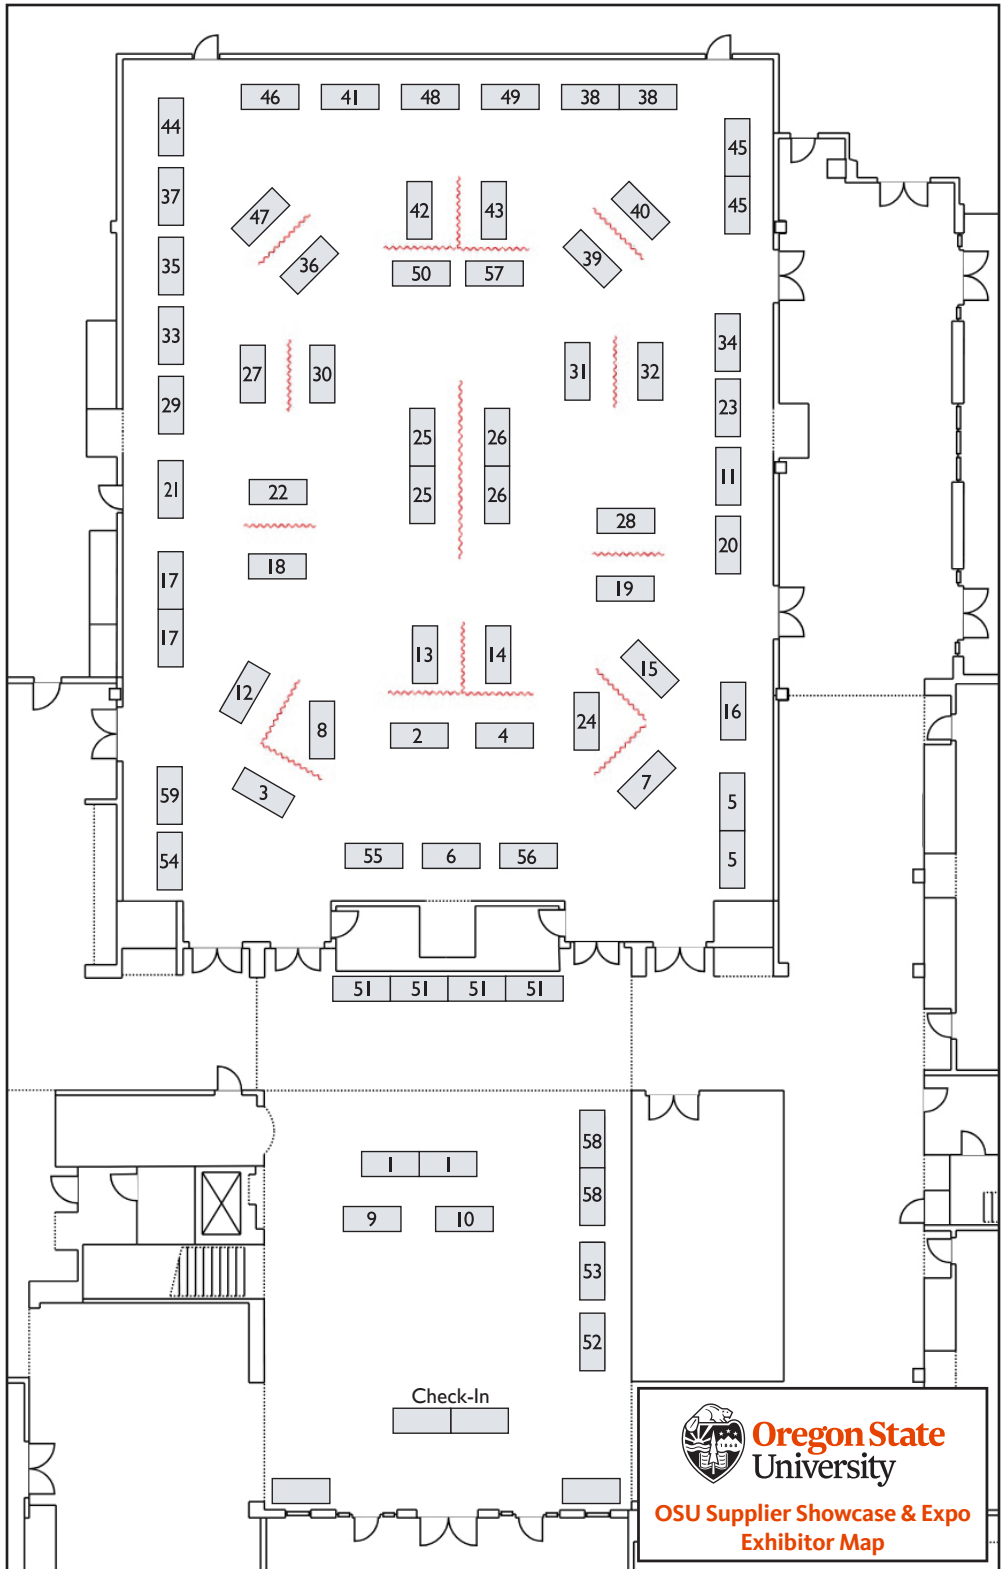 46 41 48 49 38 38
44
45
37
45
47 42 43 40
36 50 57 39
35
33
34
27 30 31 32
29
23
25 26
21
11
22
25 26
28
20
18
17
19
17
13 14 15
12
16
8 2 4 24
3
7
59
5
54
55 6 56
5
51 51 51 51
58
1 1
58
9 10
53
52
Check-In
1868
Oregon State
University
OSU Supplier Showcase & Expo
Exhibitor Map